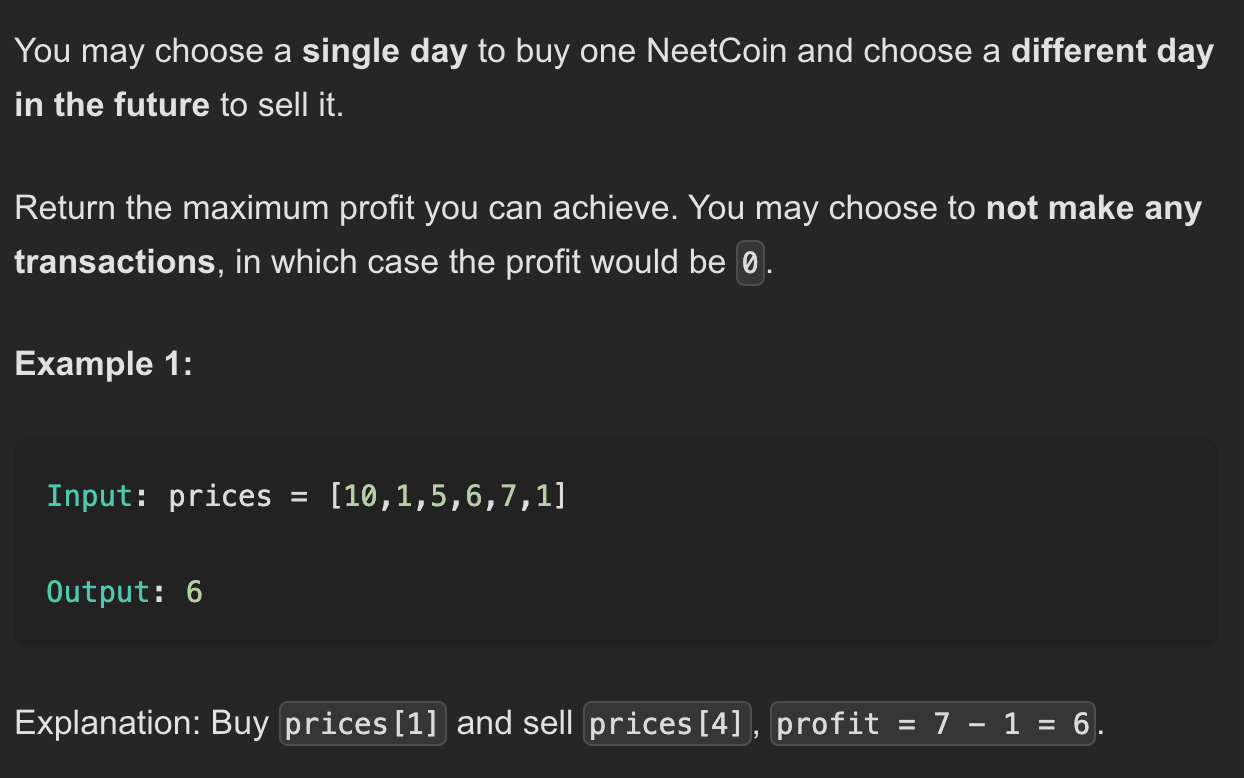 You may choose a single day to buy one NeetCoin and choose a different day
in the future to sell it.
Return the maximum profit you can achieve. You may choose to not make any
transactions, in which case the profit would be 0.
Example 1:
Input: prices = [10,1,5,6,7,1]
Output: 6
Explanation: Buy prices[1] and sell prices[4], profit = 7 - 1 = 6.